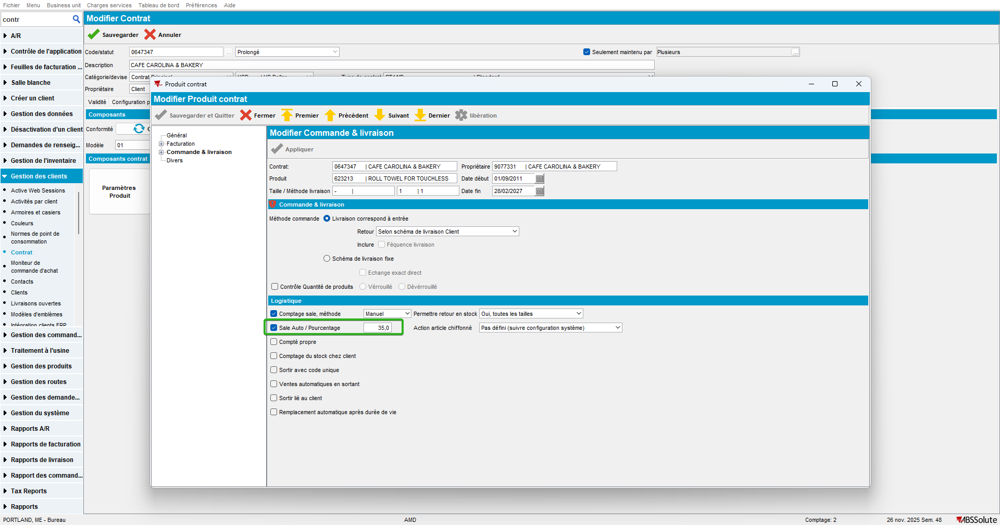 Fichier Menu Business unit Charges services Tableau de bord Préférences Aide
contr
A/R
Contrôle de l'application
Feuilles de facturation ...
Salle blanche
Créer un client
Gestion des données
Désactivation d'un client
Demandes de renseig...
Gestion de l'inventaire
Gestion des clients
Active Web Sessions
Activités par client
Armoires et casiers
Couleurs
Normes de point de
consommation
Contrat
Moniteur de
commande d'achat
Contacts
Clients
Livraisons ouvertes
Modèles d'emblèmes
Intégration clients ERP
Gestion des command...
Traitement à l'usine
Gestion des produits
Gestion des routes
Gestion des demande...
Gestion du système
Rapports A/R
Rapports de facturation
Rapports de livraison
Rapport des command...
Tax Reports
Rapports
Modifier Contrat
Sauvegarder Annuler
Code/statut 0647347 ... Prolongé Seulement maintenu par Plusieurs ...
Description CAFE CAROLINA & BAKERY
Catégorie/devise Contrat Principal USD | US Dollar Type de contrat STAND | Standard
Propriétaire Client
Validité Configuration p
Composants
Conformité
Modèle 01
Composants contrat
Paramètres
Produit
Produit contrat
Modifier Produit contrat
Sauvegarder et Quitter Fermer Premier Précédent Suivant Dernier libération
Général
Facturation
Commande & livraison
Divers
Modifier Commande & livraison
Appliquer
Contrat: 0647347 | CAFE CAROLINA & BAKERY Propriétaire 9077331 | CAFE CAROLINA & BAKERY
Produit 623213 | ROLL TOWEL FOR TOUCHLESS Date début 01/09/2011
Taille / Méthode livraison - | 1 | 1 Date fin 28/02/2027
Commande & livraison
Méthode commande Livraison correspond à entrée
Retour Selon schéma de livraison Client
Inclure Féquence livraison
Schéma de livraison fixe
Echange exact direct
Contrôle Quantité de produits Vérrouillé Dévérrouillé
Logistique
Comptage sale, méthode Manuel Permettre retour en stock Oui, toutes les tailles
Sale Auto / Pourcentage 35,0 Action article chiffonné Pas défini (suivre configuration système)
Compté propre
Comptage du stock chez client
Sortir avec code unique
Ventes automatiques en sortant
Sortir lié au client
Remplacement automatique après durée de vie
PORTLAND, ME - Bureau AMD Comptage: 2 26 nov. 2025 Sem. 48 ABSSolute